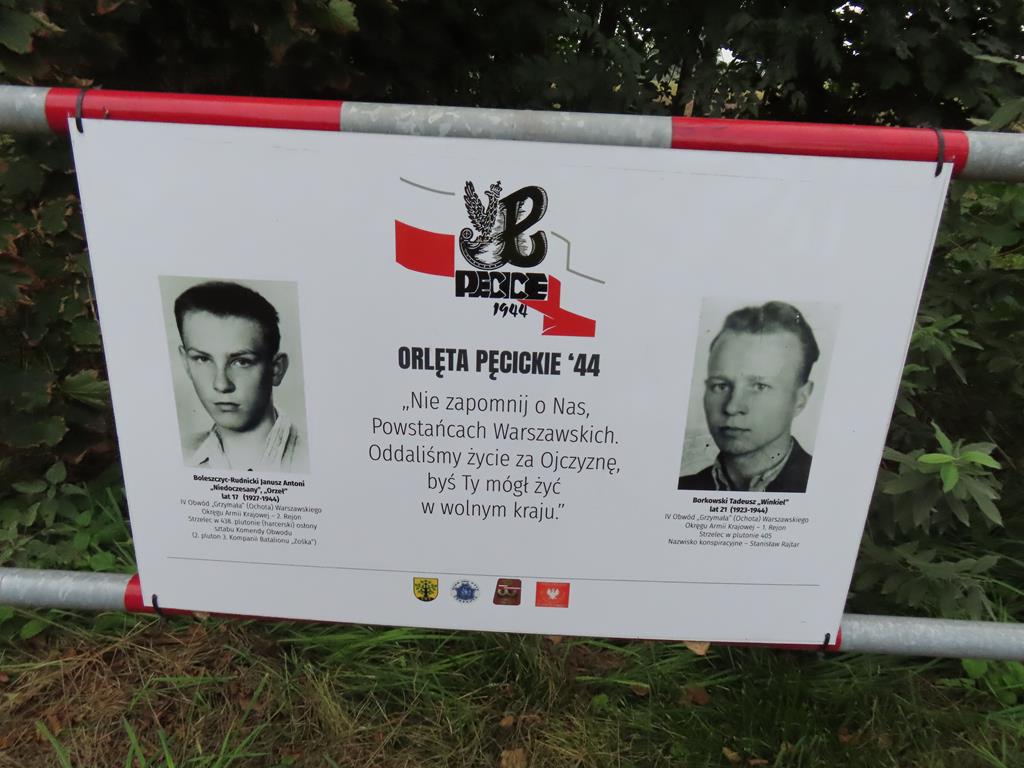 PĘCICE
1944
ORLĘTA PĘCICKIE ‘44
„Nie zapomnij o Nas,
Powstańcach Warszawskich.
Oddaliśmy życie za Ojczyznę,
byś Ty mógł żyć
w wolnym kraju.”
Boleszczyc-Rudnicki Janusz Antoni
„Niedoczesany”, „Orzeł”
lat 17 (1927-1944)
IV Obwód „Grzymała” (Ochota) Warszawskiego
Okręgu Armii Krajowej – 2. Rejon
Strzelec w 438. plutonie (harcerski) osłony
sztabu Komendy Obwodu
(2. pluton 3. Kompanii Batalionu „Zośka”)
Borkowski Tadeusz „Winkiel”
lat 21 (1923-1944)
IV Obwód „Grzymała” (Ochota) Warszawskiego
Okręgu Armii Krajowej – 1. Rejon
Strzelec w plutonie 405
Nazwisko konspiracyjne – Stanisław Rajtar